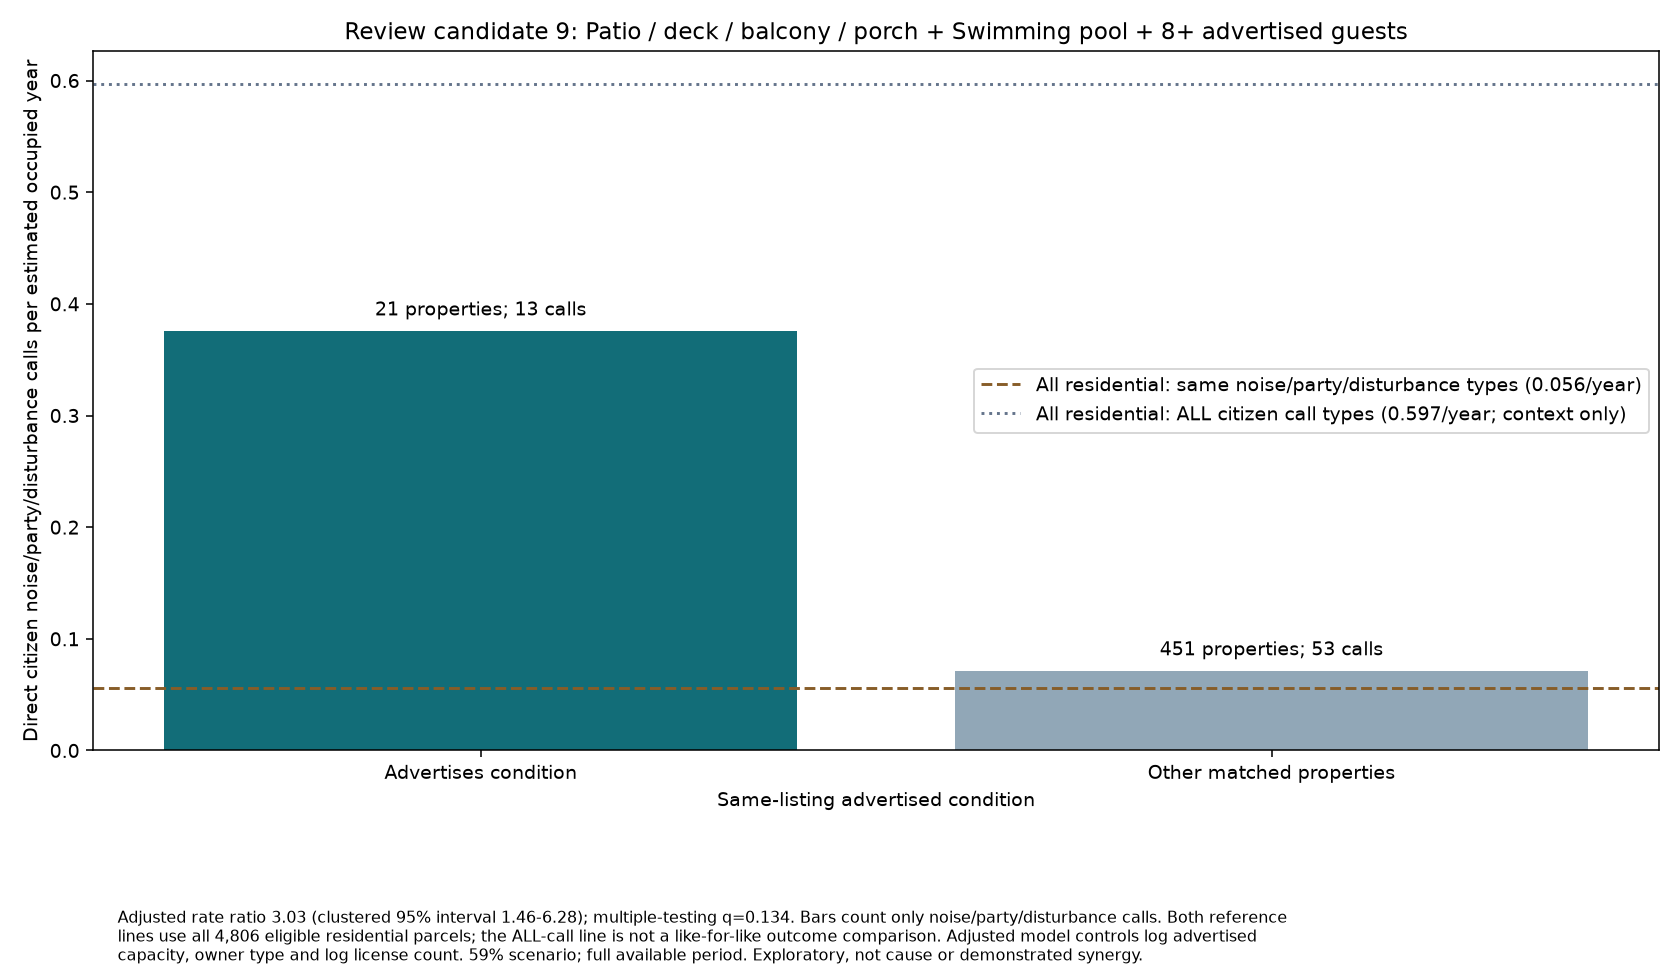 Review candidate 9: Patio / deck / balcony / porch + Swimming pool + 8+ advertised guests
Direct citizen noise/party/disturbance calls per estimated occupied year
0.6
0.5
0.4
0.3
0.2
0.1
0.0
21 properties; 13 calls
All residential: same noise/party/disturbance types (0.056/year)
All residential: ALL citizen call types (0.597/year; context only)
451 properties; 53 calls
Advertises condition
Other matched properties
Same-listing advertised condition
Adjusted rate ratio 3.03 (clustered 95% interval 1.46-6.28); multiple-testing q=0.134. Bars count only noise/party/disturbance calls. Both reference
lines use all 4,806 eligible residential parcels; the ALL-call line is not a like-for-like outcome comparison. Adjusted model controls log advertised
capacity, owner type and log license count. 59% scenario; full available period. Exploratory, not cause or demonstrated synergy.